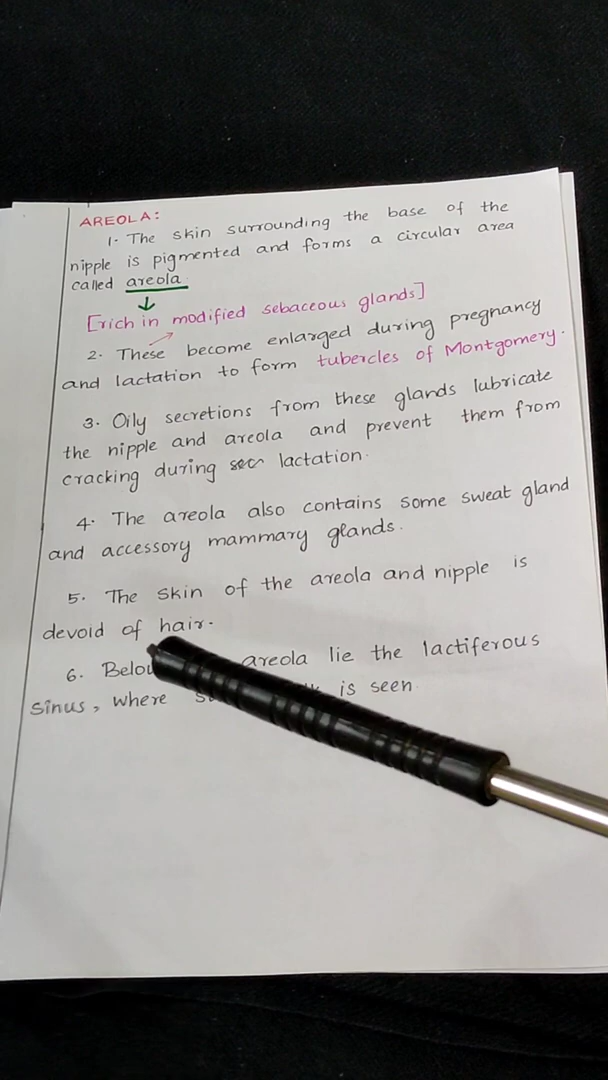 AREOLA:
1. The skin surrounding the base of the
nipple is pigmented and forms a circular area
called areola
[rich in modified sebaceous glands]
2. These become enlarged during pregnancy
and lactation to form tubercles of Montgomery.
3. Oily secretions from these glands lubricate
the nipple and areola and prevent them from
cracking during lactation.
4. The areola also contains some sweat gland
and accessory mammary glands.
5. The skin of the areola and nipple is
devoid of hair.
6. areola lie the lactiferous
sinus, where is seen